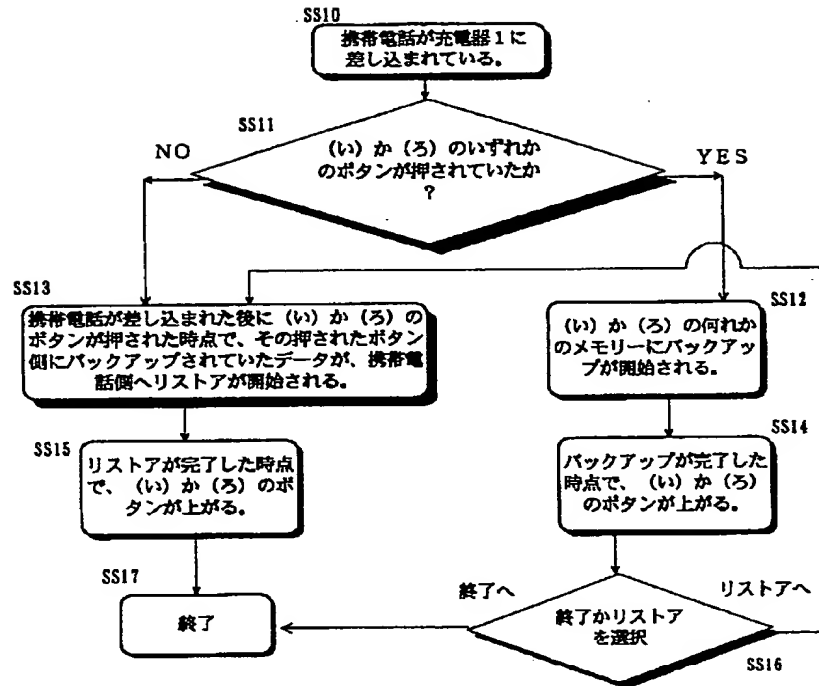 SS10
携帯電話が充電器1に
差し込まれている。
SS11
(い)か(ろ)のいずれか
のボタンが押されていたか
?
NO
YES
SS13
携帯電話が差し込まれた後に(い)か(ろ)の
ボタンが押された時点で、その押されたボタン
側にバックアップされていたデータが、携帯電
話側へリストアが開始される。
SS12
(い)か(ろ)の何れか
のメモリーにバックアッ
プが開始される。
SS15
リストアが完了した時点
で、(い)か(ろ)のボ
タンが上がる。
SS14
バックアップが完了した
時点で、(い)か(ろ)
のボタンが上がる。
SS17
終了
終了へ
リストアへ
終了かリストア
を選択
SS16